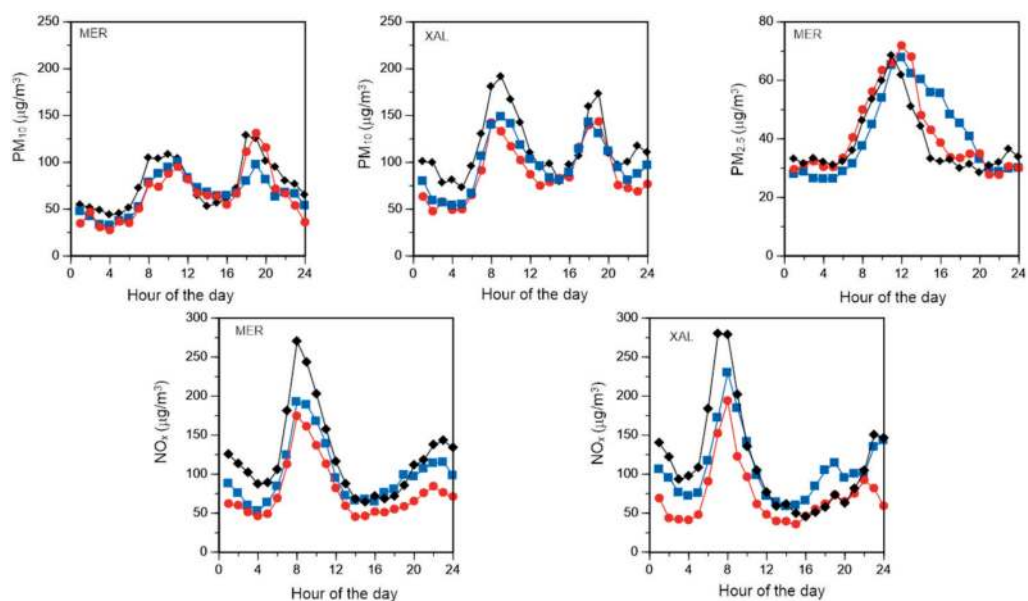 MER
PM₁₀ (μg/m³)
250
200
150
100
50
0
0 4 8 12 16 20 24
Hour of the day
XAL
PM₁₀ (μg/m³)
250
200
150
100
50
0
0 4 8 12 16 20 24
Hour of the day
MER
PM₂.₅ (μg/m³)
80
60
40
20
0
0 4 8 12 16 20 24
Hour of the day
MER
NOₓ (μg/m³)
300
250
200
150
100
50
0
0 4 8 12 16 20 24
Hour of the day
XAL
NOₓ (μg/m³)
300
250
200
150
100
50
0
0 4 8 12 16 20 24
Hour of the day